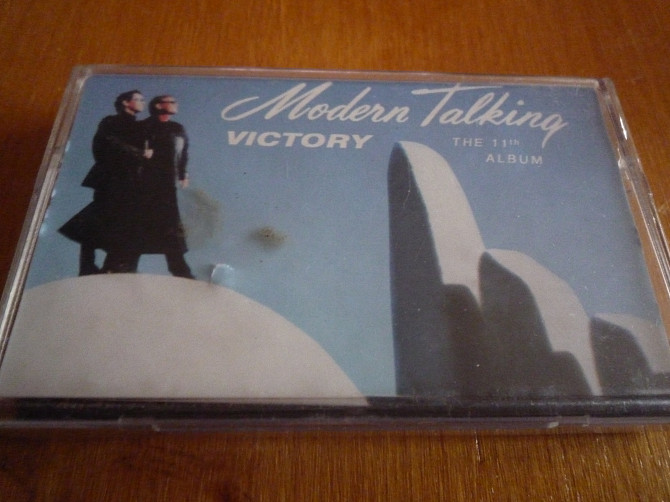 Modern Talking
VICTORY
THE 11th
ALBUM